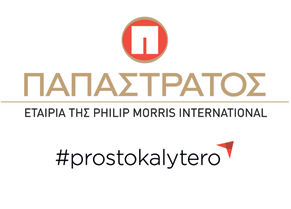 Π
ΠΑΠΑΣΤΡΑΤΟΣ
ΕΤΑΙΡΙΑ ΤΗΣ PHILIP MORRIS INTERNATIONAL
#prostokalytero